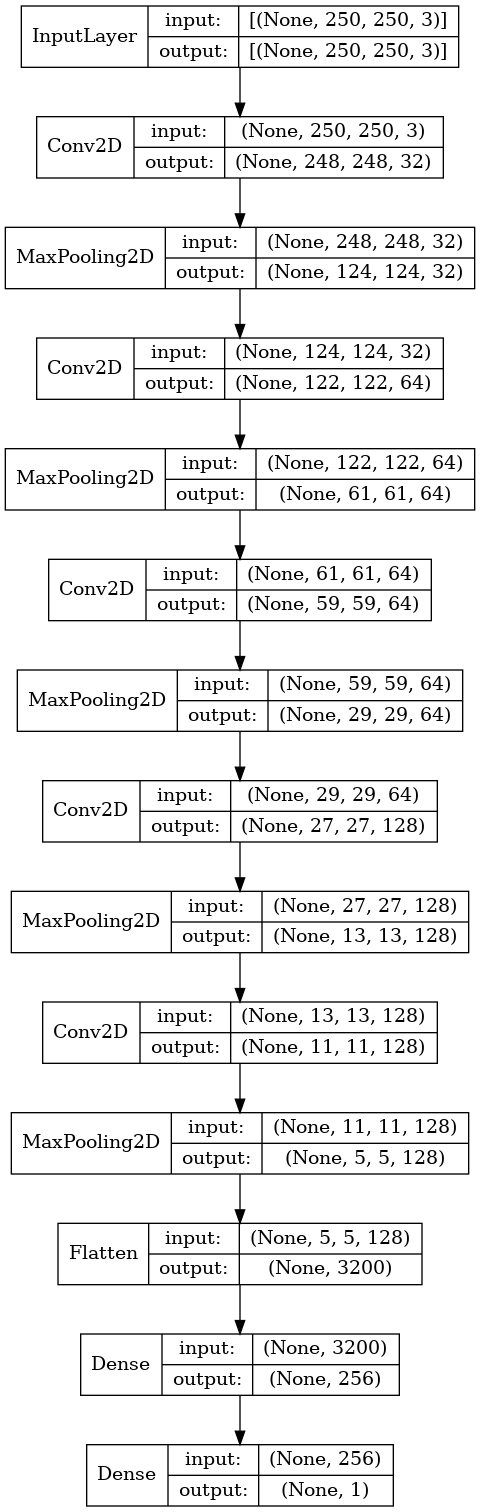 InputLayer input: [(None, 250, 250, 3)]
output: [(None, 250, 250, 3)]
Conv2D input: (None, 250, 250, 3)
output: (None, 248, 248, 32)
MaxPooling2D input: (None, 248, 248, 32)
output: (None, 124, 124, 32)
Conv2D input: (None, 124, 124, 32)
output: (None, 122, 122, 64)
MaxPooling2D input: (None, 122, 122, 64)
output: (None, 61, 61, 64)
Conv2D input: (None, 61, 61, 64)
output: (None, 59, 59, 64)
MaxPooling2D input: (None, 59, 59, 64)
output: (None, 29, 29, 64)
Conv2D input: (None, 29, 29, 64)
output: (None, 27, 27, 128)
MaxPooling2D input: (None, 27, 27, 128)
output: (None, 13, 13, 128)
Conv2D input: (None, 13, 13, 128)
output: (None, 11, 11, 128)
MaxPooling2D input: (None, 11, 11, 128)
output: (None, 5, 5, 128)
Flatten input: (None, 5, 5, 128)
output: (None, 3200)
Dense input: (None, 3200)
output: (None, 256)
Dense input: (None, 256)
output: (None, 1)